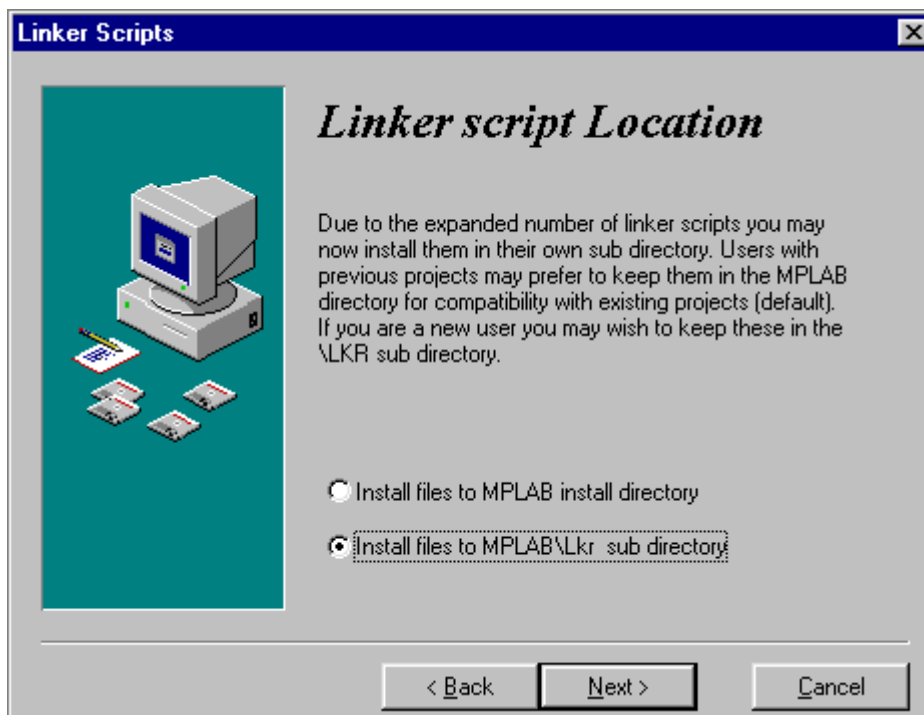 Linker Scripts
Linker script Location
Due to the expanded number of linker scripts you may
now install them in their own sub directory. Users with
previous projects may prefer to keep them in the MPLAB
directory for compatibility with existing projects (default).
If you are a new user you may wish to keep these in the
\LKR sub directory.
Install files to MPLAB install directory
Install files to MPLAB\Lkr  sub directory
< Back
Next >
Cancel